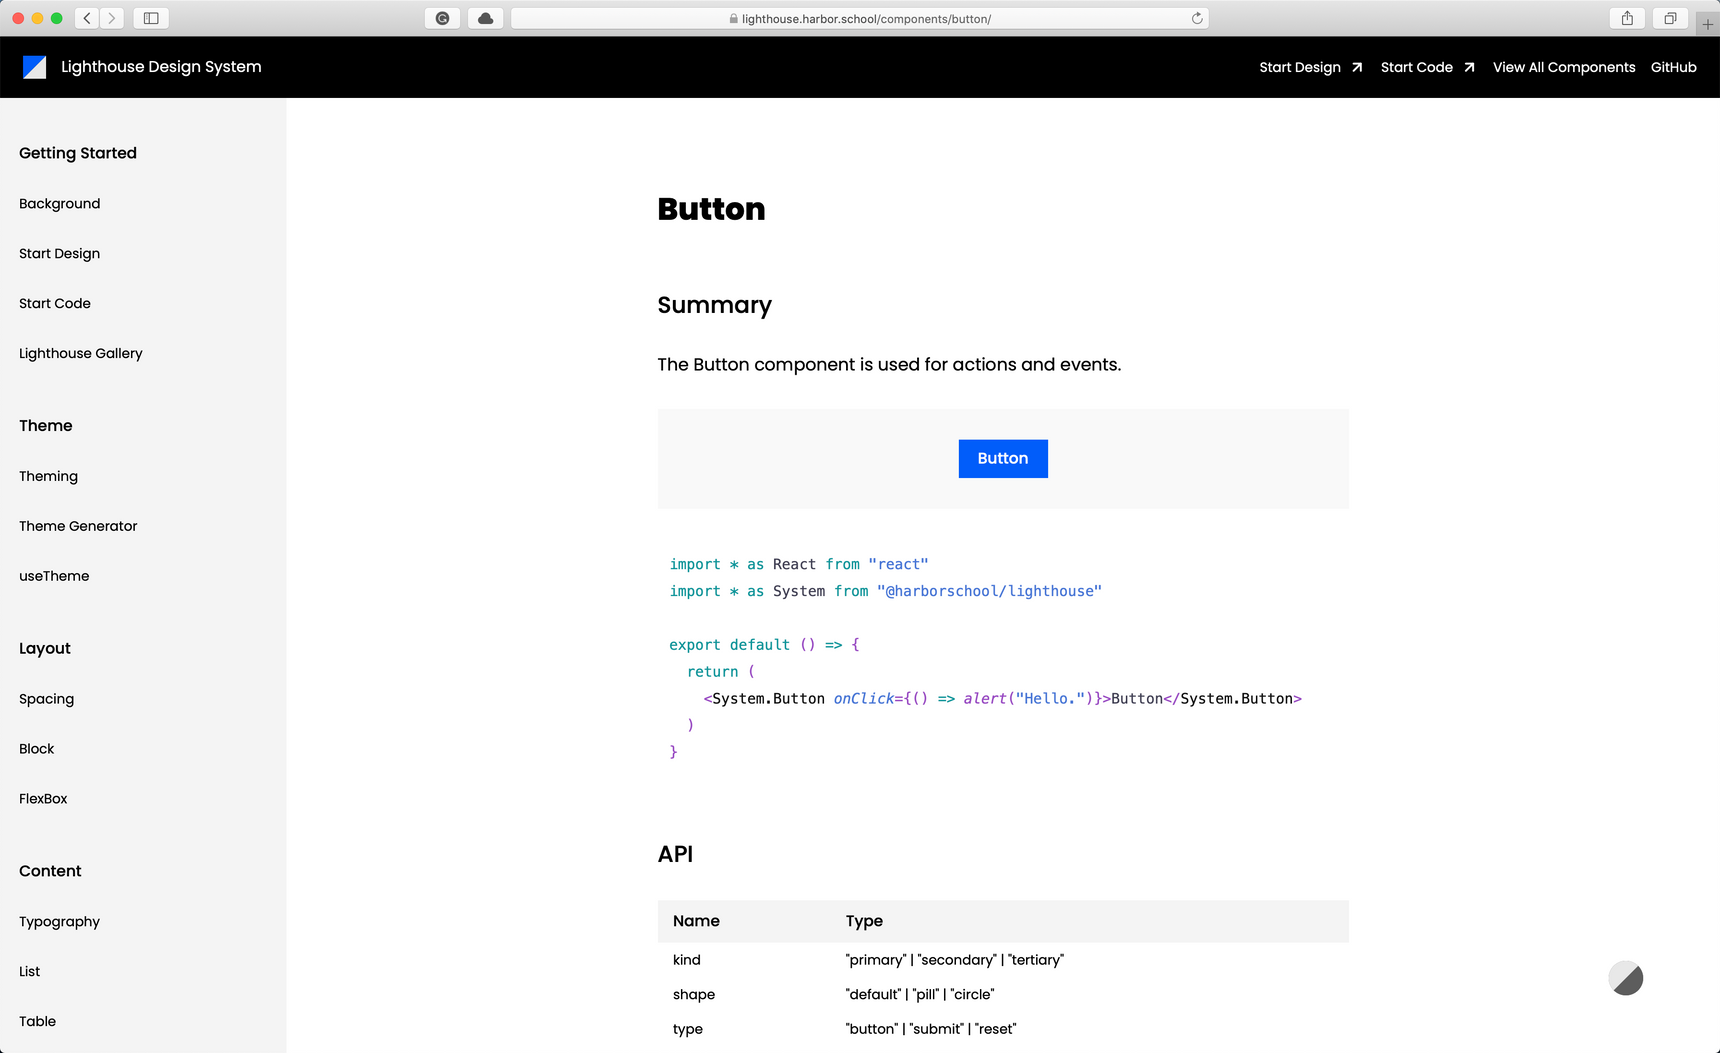 lighthouse.harbor.school/components/button/
Lighthouse Design System
Start Design
Start Code
View All Components
GitHub
Getting Started
Background
Start Design
Start Code
Lighthouse Gallery
Theme
Theming
Theme Generator
useTheme
Layout
Spacing
Block
FlexBox
Content
Typography
List
Table
Button
Summary
The Button component is used for actions and events.
Button
import * as React from "react"
import * as System from "@harborschool/lighthouse"
export default () => {
return (
<System.Button onClick={() => alert("Hello.")}>Button</System.Button>
)
}
API
Name Type
kind "primary" | "secondary" | "tertiary"
shape "default" | "pill" | "circle"
type "button" | "submit" | "reset"